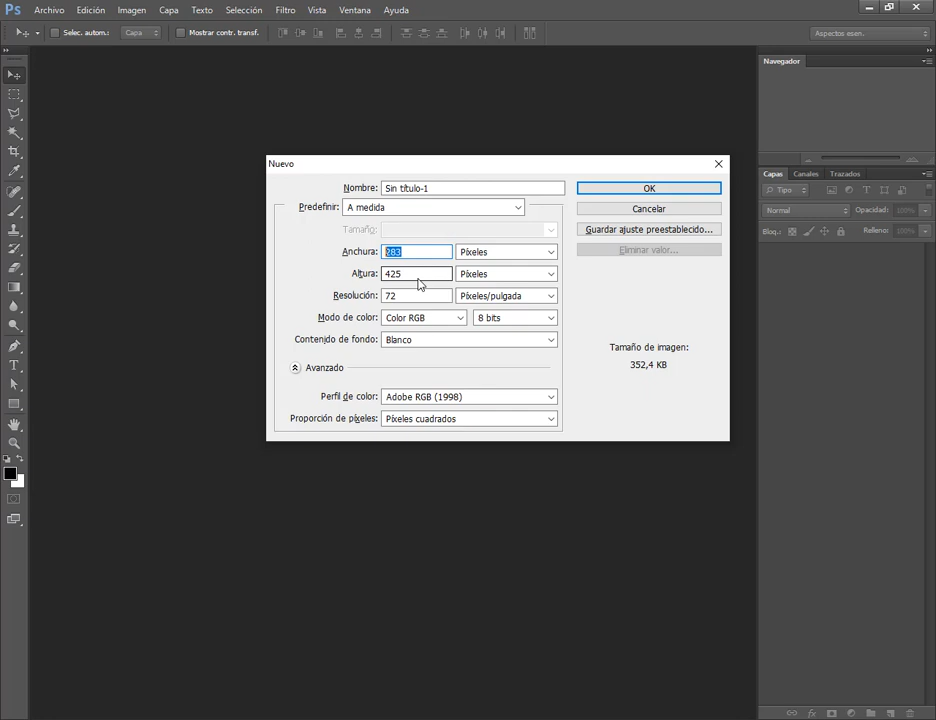 Ps Archivo Edición Imagen Capa Texto Selección Filtro Vista Ventana Ayuda
Selec. autom.: Capa Mostrar contr. transf. Aspectos esen.
Navegador
Nuevo
Nombre: Sin título-1 OK
Predefinir: A medida Cancelar
Tamaño: Guardar ajuste preestablecido...
Anchura: 283 Píxeles Eliminar valor...
Altura: 425 Píxeles
Resolución: 72 Píxeles/pulgada
Modo de color: Color RGB 8 bits
Contenido de fondo: Blanco
Tamaño de imagen:
352,4 KB
Avanzado
Perfil de color: Adobe RGB (1998)
Proporción de píxeles: Píxeles cuadrados
Capas Canales Trazados
Tipo
Normal Opacidad: 100%
Bloq.: Relleno: 100%